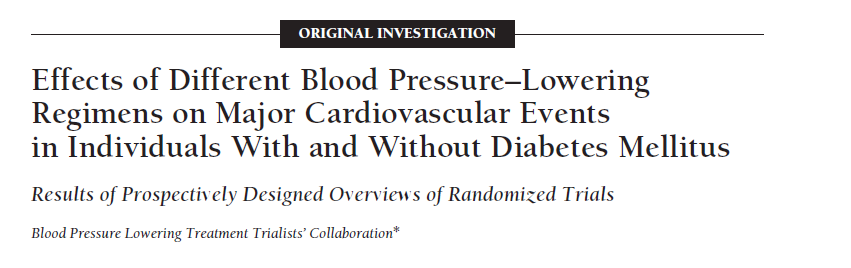 ORIGINAL INVESTIGATION
Effects of Different Blood Pressure–Lowering
Regimens on Major Cardiovascular Events
in Individuals With and Without Diabetes Mellitus
Results of Prospectively Designed Overviews of Randomized Trials
Blood Pressure Lowering Treatment Trialists' Collaboration*